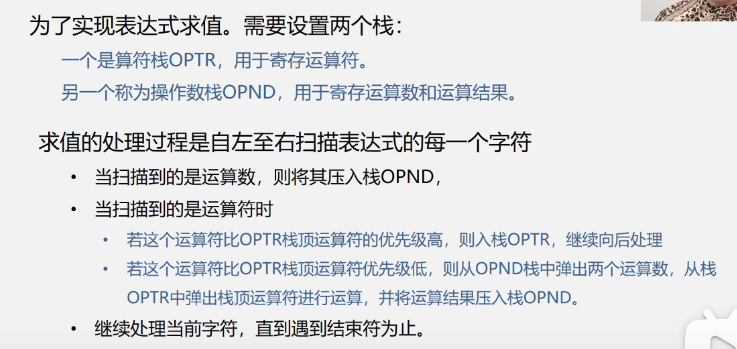 为了实现表达式求值。需要设置两个栈：
一个是算符栈OPTR，用于寄存运算符。
另一个称为操作数栈OPND，用于寄存运算数和运算结果。
求值的处理过程是自左至右扫描表达式的每一个字符
• 当扫描到的是运算数，则将其压入栈OPND，
• 当扫描到的是运算符时
• 若这个运算符比OPTR栈顶运算符的优先级高，则入栈OPTR，继续向后处理
• 若这个运算符比OPTR栈顶运算符优先级低，则从OPND栈中弹出两个运算数，从栈
OPTR中弹出栈顶运算符进行运算，并将运算结果压入栈OPND。
• 继续处理当前字符，直到遇到结束符为止。